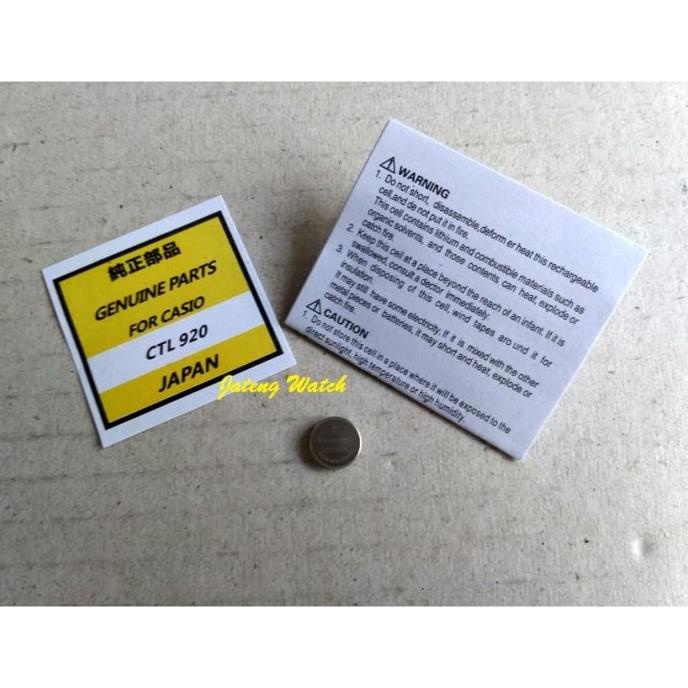 純正部品
GENUINE PARTS
FOR CASIO
CTL 920
JAPAN
Jateng Watch
WARNING
1. Do not short, disassemble,deform er heat this rechargeable
cell,and de not put it in fire.
This cell contains lithium and combustible materials such as
organic solvents, and those contents, can heat, explode or
catch fire.
2. Keep this cell at a place beyond the reach of an infant. If it is
swallowed,consult a dector immediately.
3. When disposing of this cell, wind tapes aro und it for
insulation.
it may still have some electricity. If it is mixed with the other
metal pieces or batteries, it may short and heat, explode or
catch fire.
CAUTION
1. Do not store this cell in a place where it will be exposed to the
direct sunlight, high temperature or high humidity.